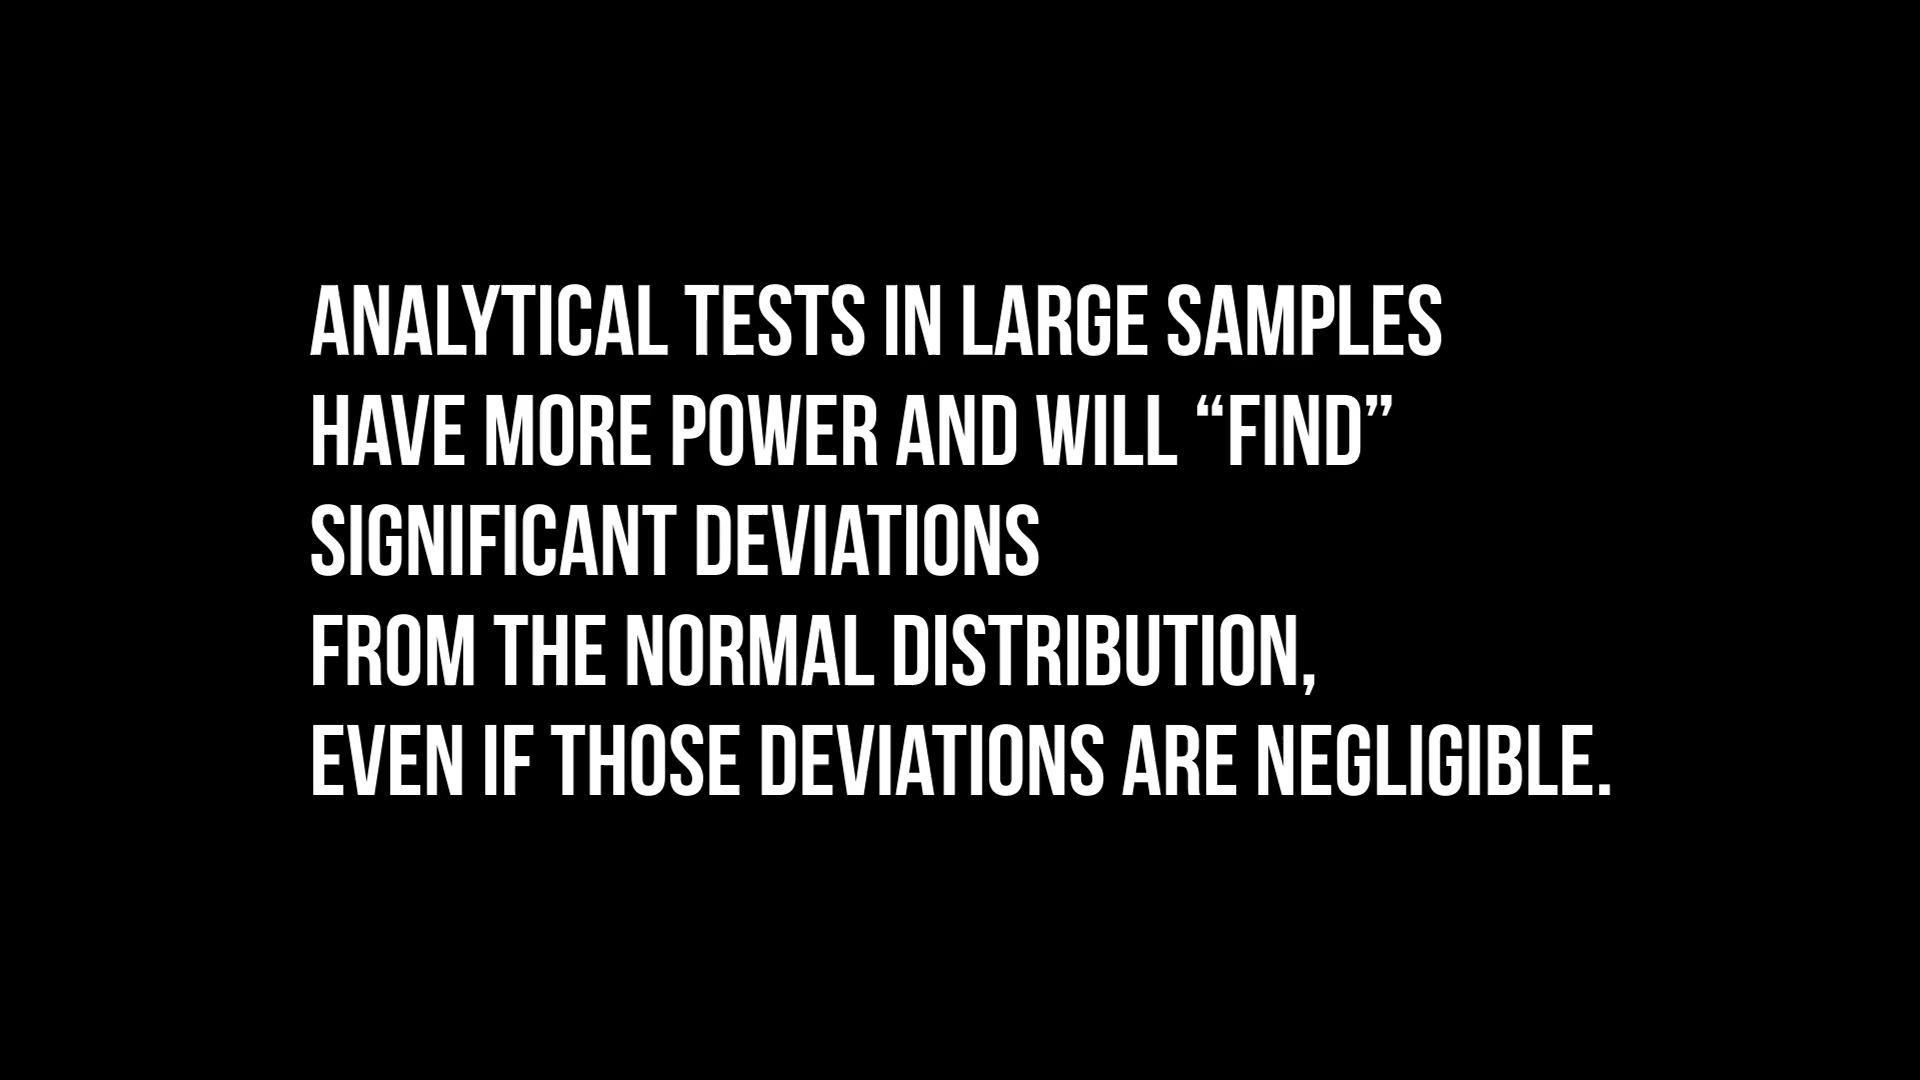 ANALYTICAL TESTS IN LARGE SAMPLES
HAVE MORE POWER AND WILL “FIND”
SIGNIFICANT DEVIATIONS
FROM THE NORMAL DISTRIBUTION,
EVEN IF THOSE DEVIATIONS ARE NEGLIGIBLE.